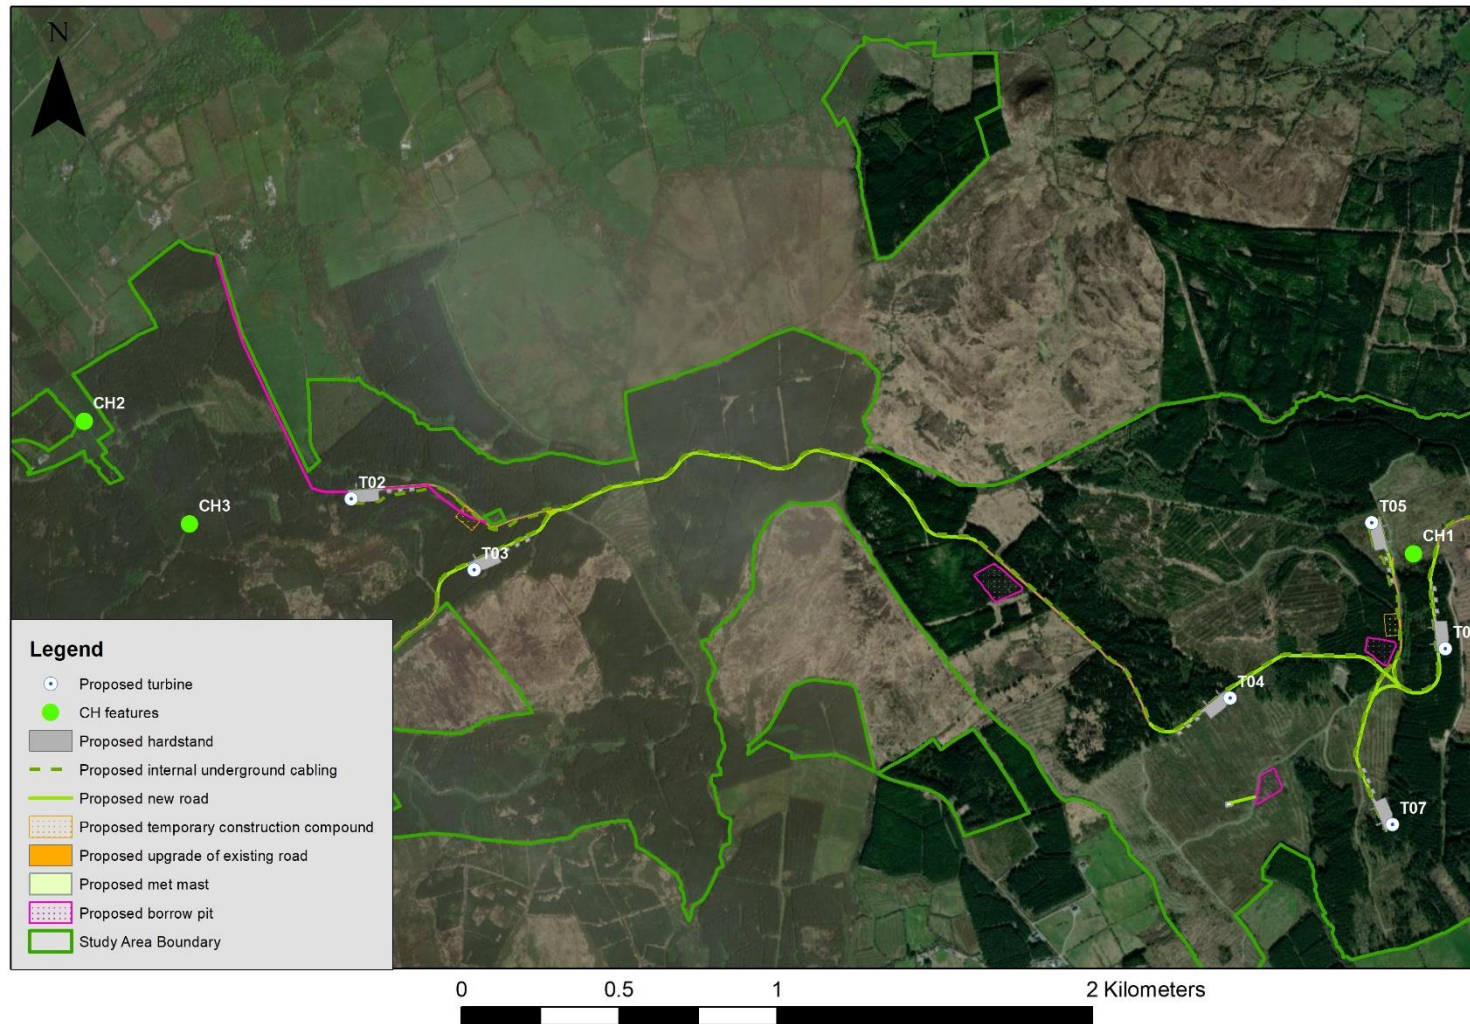 N
CH2
T02
CH3
T03
T05
CH1
T0
T04
T07
Legend
Proposed turbine
CH features
Proposed hardstand
Proposed internal underground cabling
Proposed new road
Proposed temporary construction compound
Proposed upgrade of existing road
Proposed met mast
Proposed borrow pit
Study Area Boundary
0 0.5 1 2 Kilometers